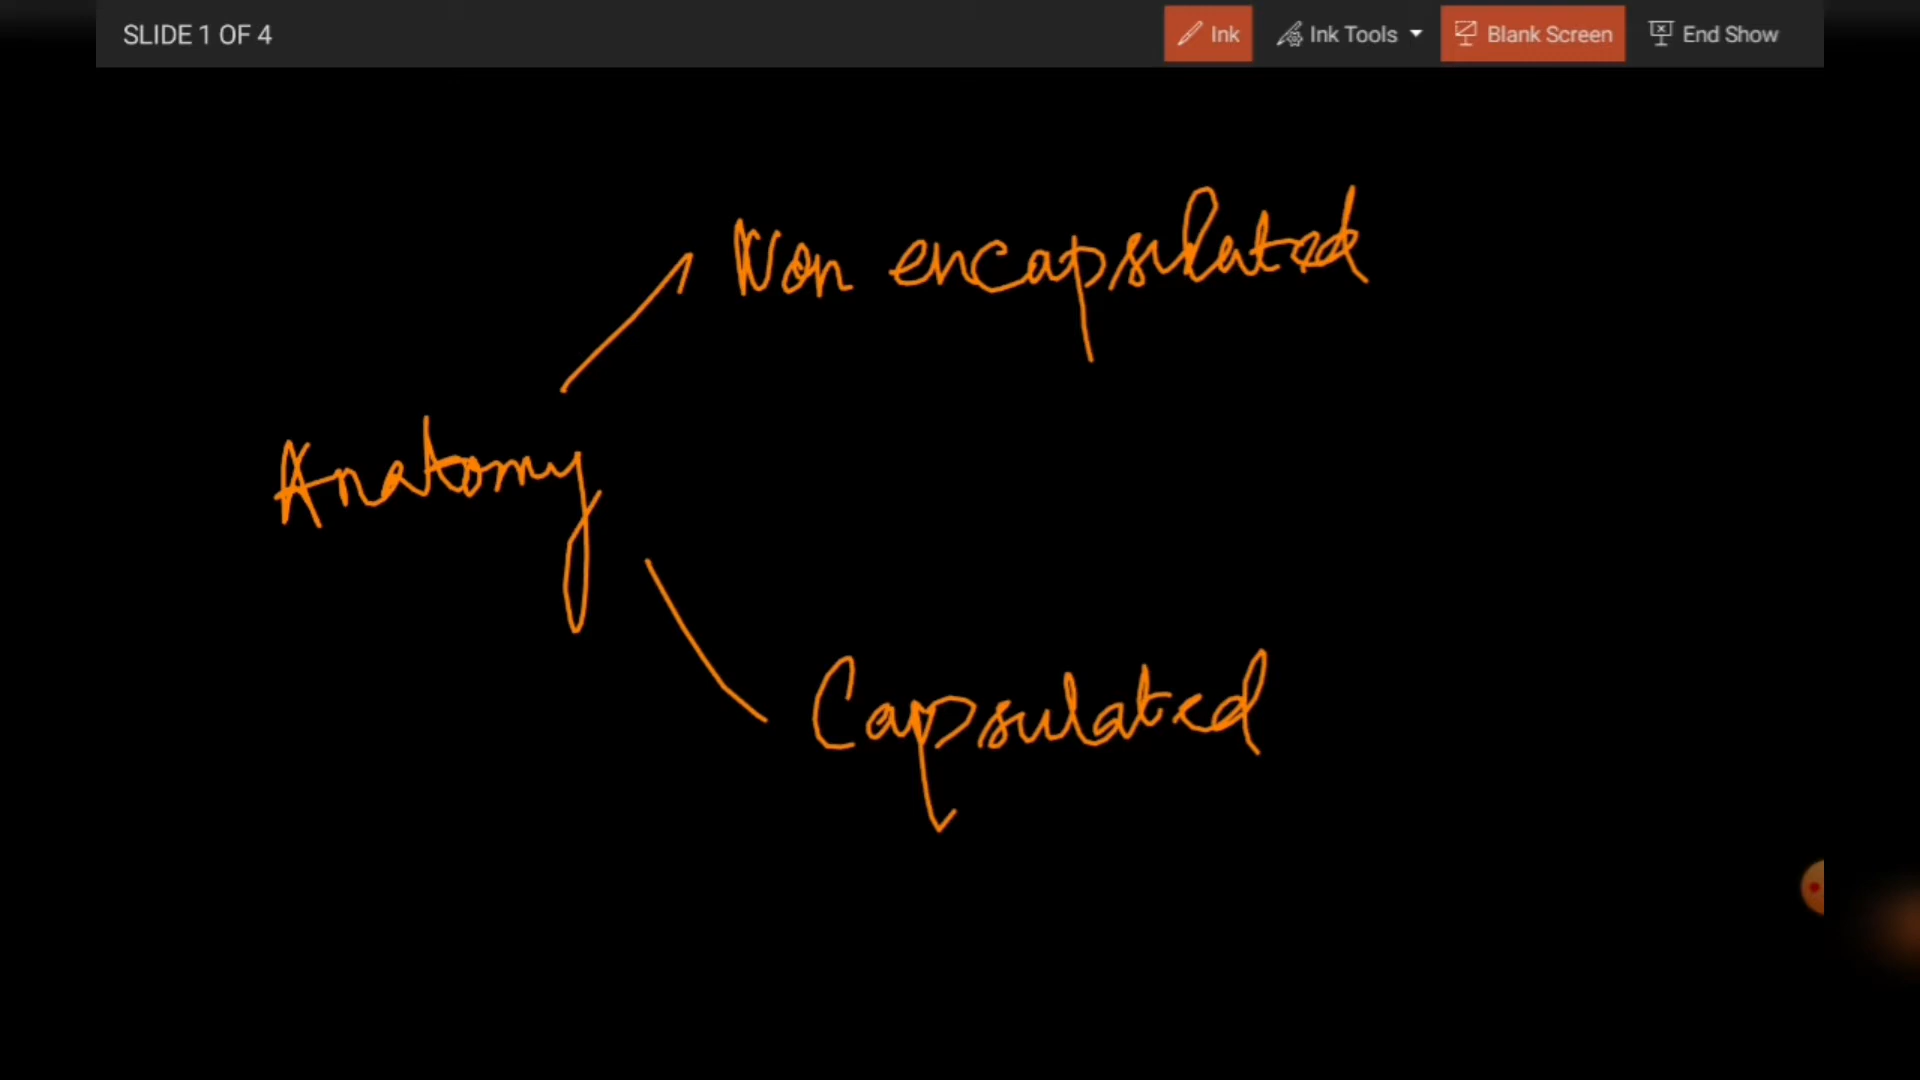 SLIDE 1 OF 4
Ink
Ink Tools
Blank Screen
End Show
Non encapsulated
Anatomy
Capsulated